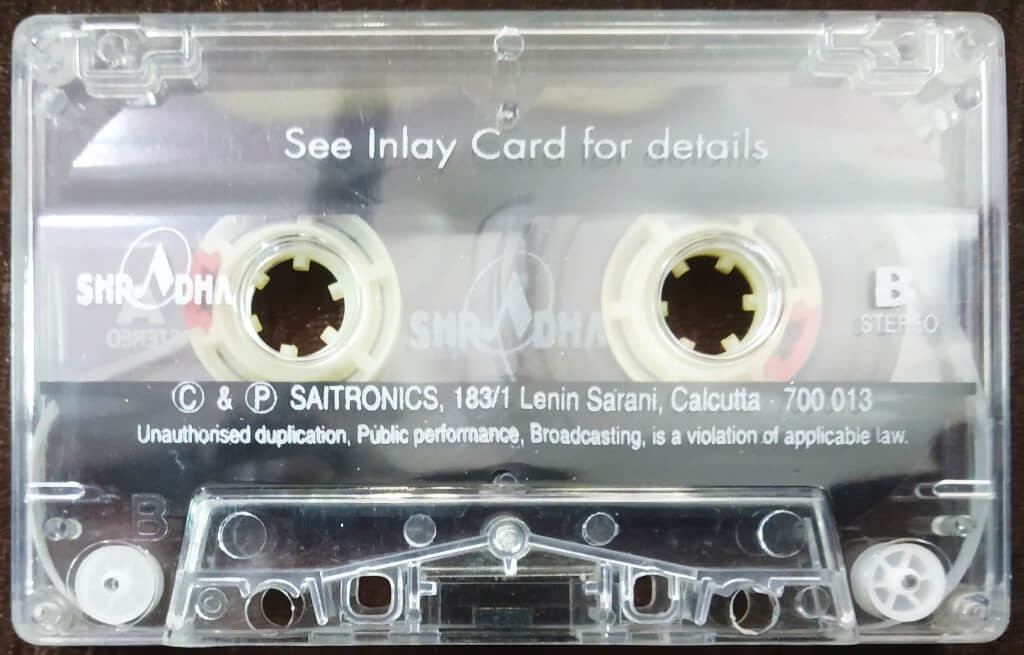 See Inlay Card for details
SHRADHA
B
STEREO
SHRADHA
A
STEREO
Ⓒ & Ⓟ SAITRONICS, 183/1 Lenin Sarani, Calcutta - 700 013
Unauthorised duplication, Public performance, Broadcasting, is a violation of applicable law.
B